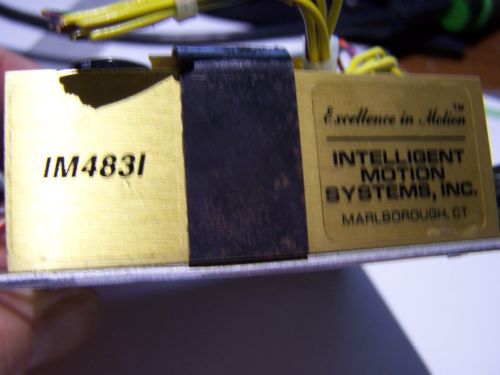 IM483I
Excellence in Motion™
INTELLIGENT
MOTION
SYSTEMS, INC.
MARLBOROUGH, CT